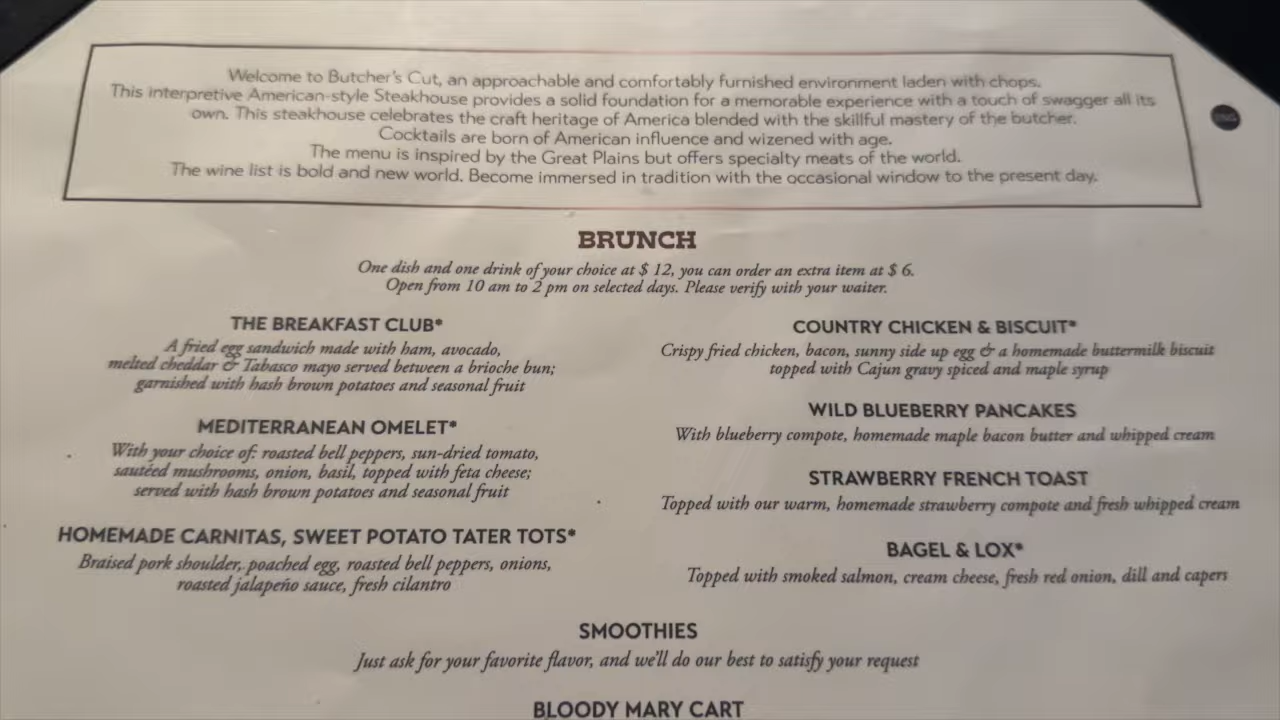 Welcome to Butcher's Cut, an approachable and comfortably furnished environment laden with chops.
This interpretive American-style Steakhouse provides a solid foundation for a memorable experience with a touch of swagger all its
own. This steakhouse celebrates the craft heritage of America blended with the skillful mastery of the butcher.
Cocktails are born of American influence and wizened with age.
The menu is inspired by the Great Plains but offers specialty meats of the world.
The wine list is bold and new world. Become immersed in tradition with the occasional window to the present day.
ENG
BRUNCH
One dish and one drink of your choice at $ 12, you can order an extra item at $ 6.
Open from 10 am to 2 pm on selected days. Please verify with your waiter.
THE BREAKFAST CLUB*
A fried egg sandwich made with ham, avocado,
melted cheddar & Tabasco mayo served between a brioche bun;
garnished with hash brown potatoes and seasonal fruit
MEDITERRANEAN OMELET*
With your choice of: roasted bell peppers, sun-dried tomato,
sautéed mushrooms, onion, basil, topped with feta cheese;
served with hash brown potatoes and seasonal fruit
HOMEMADE CARNITAS, SWEET POTATO TATER TOTS*
Braised pork shoulder, poached egg, roasted bell peppers, onions,
roasted jalapeño sauce, fresh cilantro
COUNTRY CHICKEN & BISCUIT*
Crispy fried chicken, bacon, sunny side up egg & a homemade buttermilk biscuit
topped with Cajun gravy spiced and maple syrup
WILD BLUEBERRY PANCAKES
With blueberry compote, homemade maple bacon butter and whipped cream
STRAWBERRY FRENCH TOAST
Topped with our warm, homemade strawberry compote and fresh whipped cream
BAGEL & LOX*
Topped with smoked salmon, cream cheese, fresh red onion, dill and capers
SMOOTHIES
Just ask for your favorite flavor, and we'll do our best to satisfy your request
BLOODY MARY CART